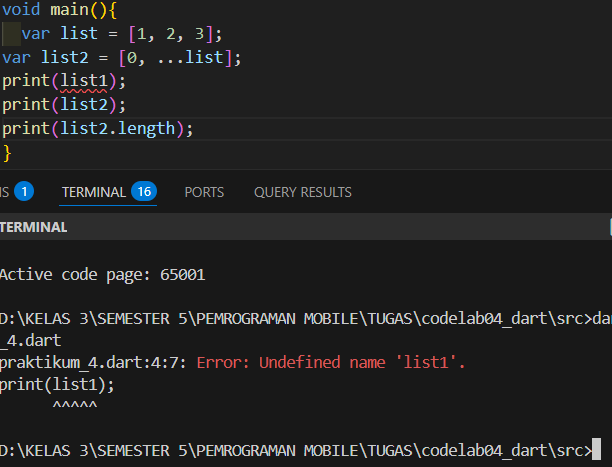 void main(){
var list = [1, 2, 3];
var list2 = [0, ...list];
print(list1);
print(list2);
print(list2.length);
}
1 TERMINAL 16 PORTS QUERY RESULTS
TERMINAL
Active code page: 65001
D:\KELAS 3\SEMESTER 5\PEMROGRAMAN MOBILE\TUGAS\codelab04_dart\src>da
_4.dart
praktikum_4.dart:4:7: Error: Undefined name 'list1'.
print(list1);
^^^^^
D:\KELAS 3\SEMESTER 5\PEMROGRAMAN MOBILE\TUGAS\codelab04_dart\src>